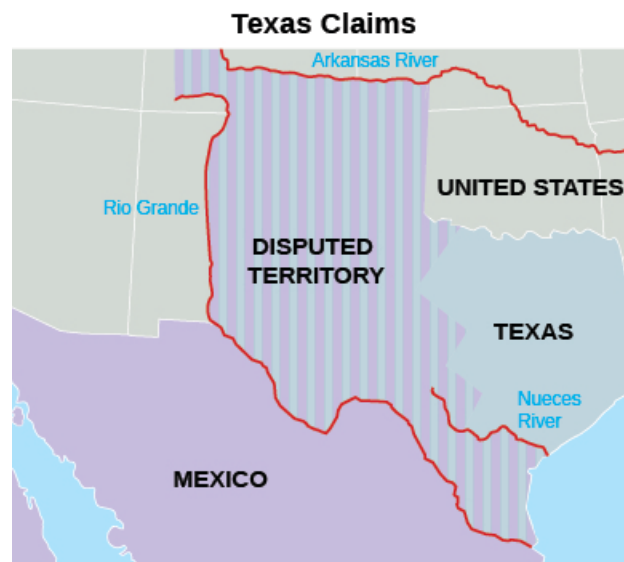 Texas Claims
Arkansas River
UNITED STATES
Rio Grande
DISPUTED
TERRITORY
TEXAS
Nueces
River
MEXICO